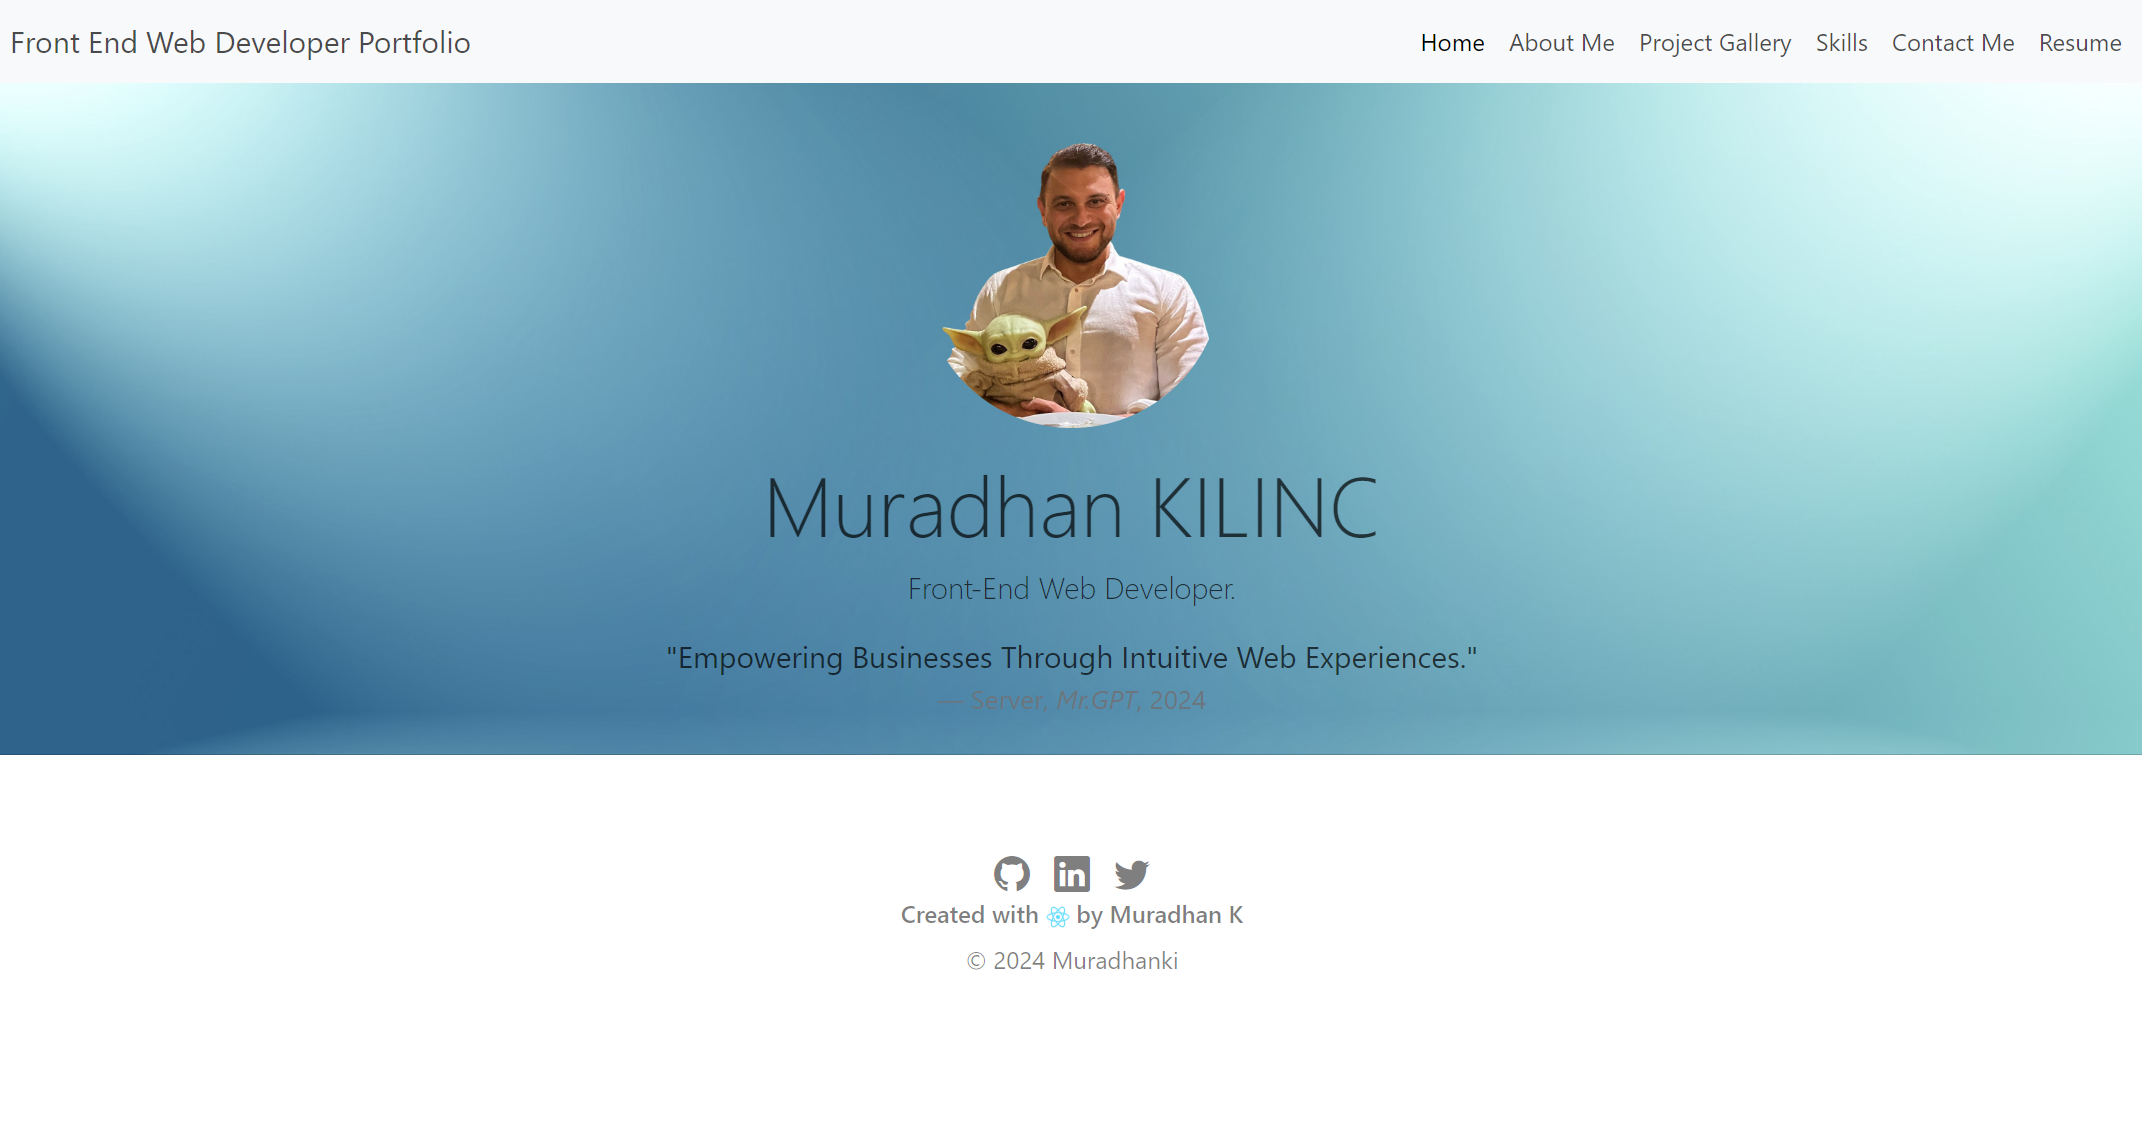 Front End Web Developer Portfolio
Home About Me Project Gallery Skills Contact Me Resume
Muradhan KILINC
Front-End Web Developer.
"Empowering Businesses Through Intuitive Web Experiences."
— Server, Mr.GPT, 2024
in
Created with by Muradhan K
© 2024 Muradhanki